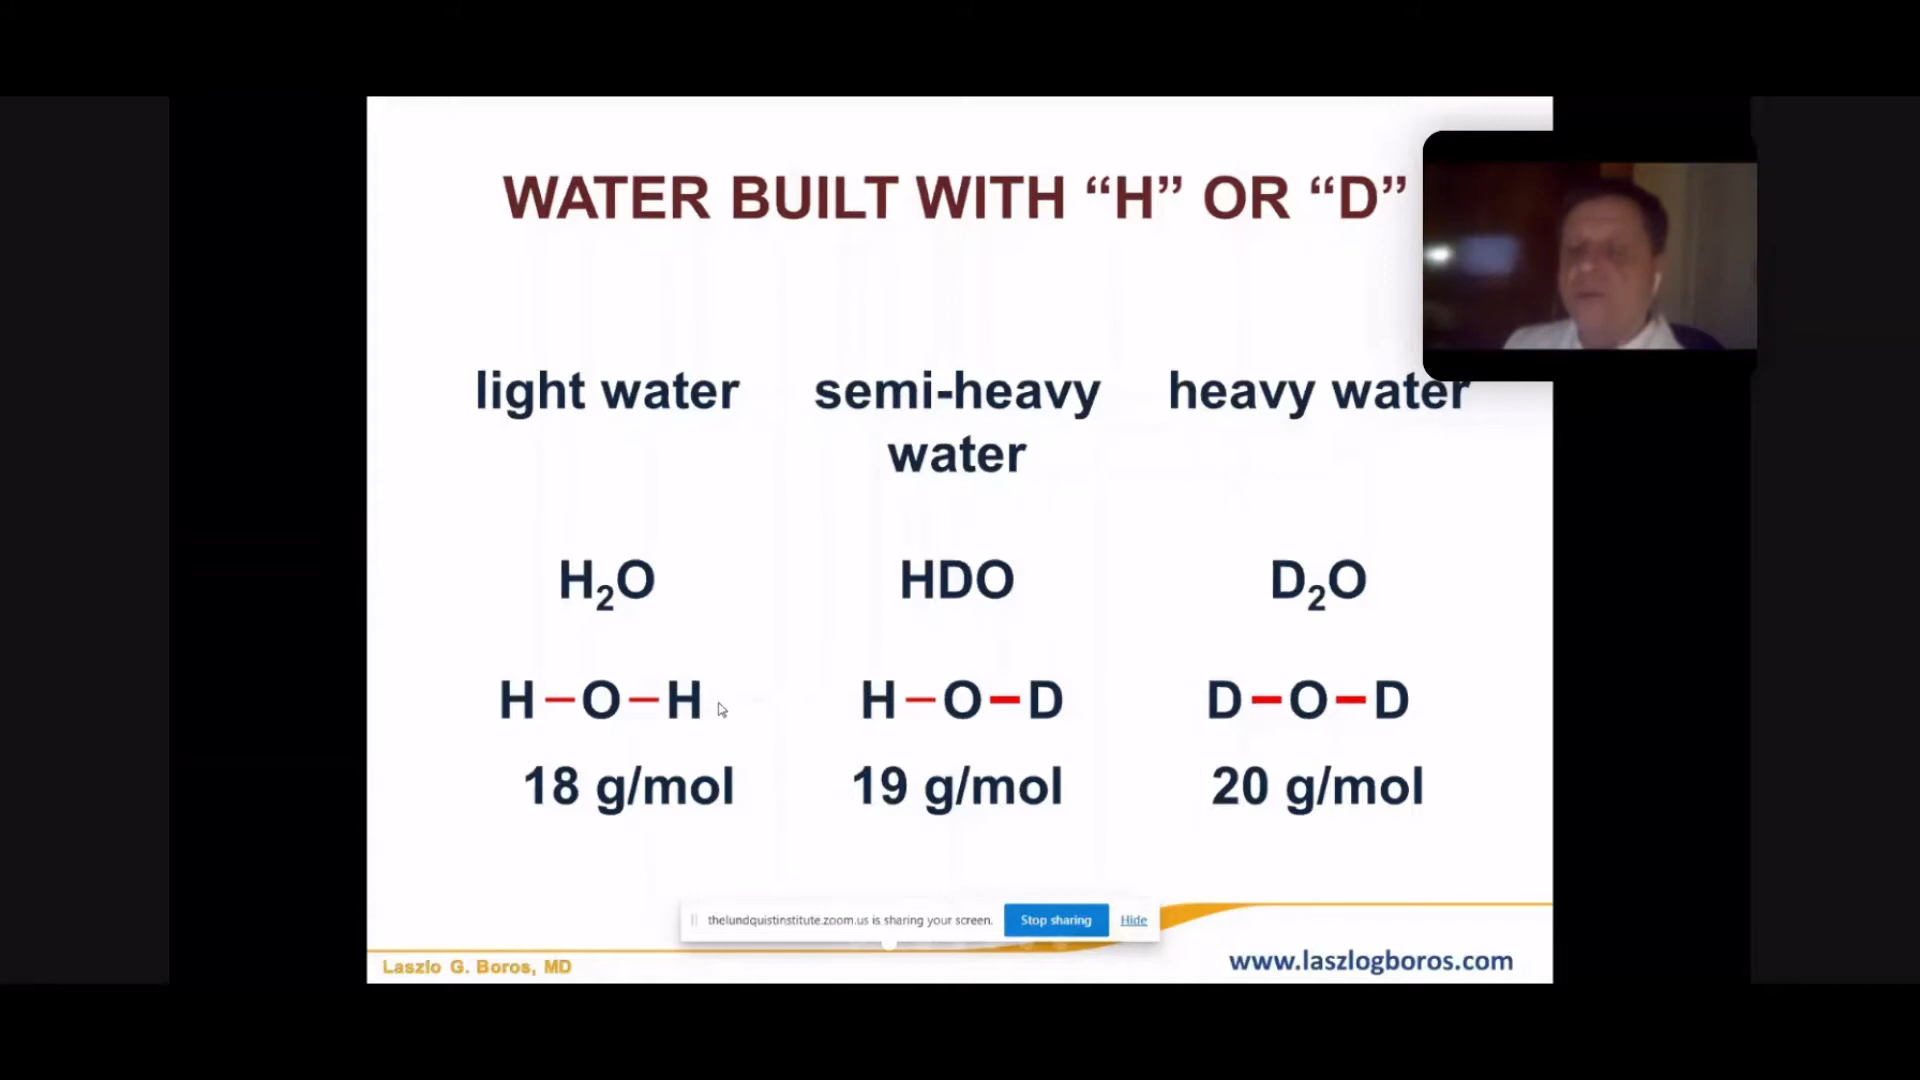 WATER BUILT WITH “H” OR “D”
light water
semi-heavy
water
heavy water
H₂O
HDO
D₂O
H–O–H
H–O–D
D–O–D
18 g/mol
19 g/mol
20 g/mol
thelundquistinstitute.zoom.us is sharing your screen.
Stop sharing
Hide
Laszlo G. Boros, MD
www.laszlogboros.com